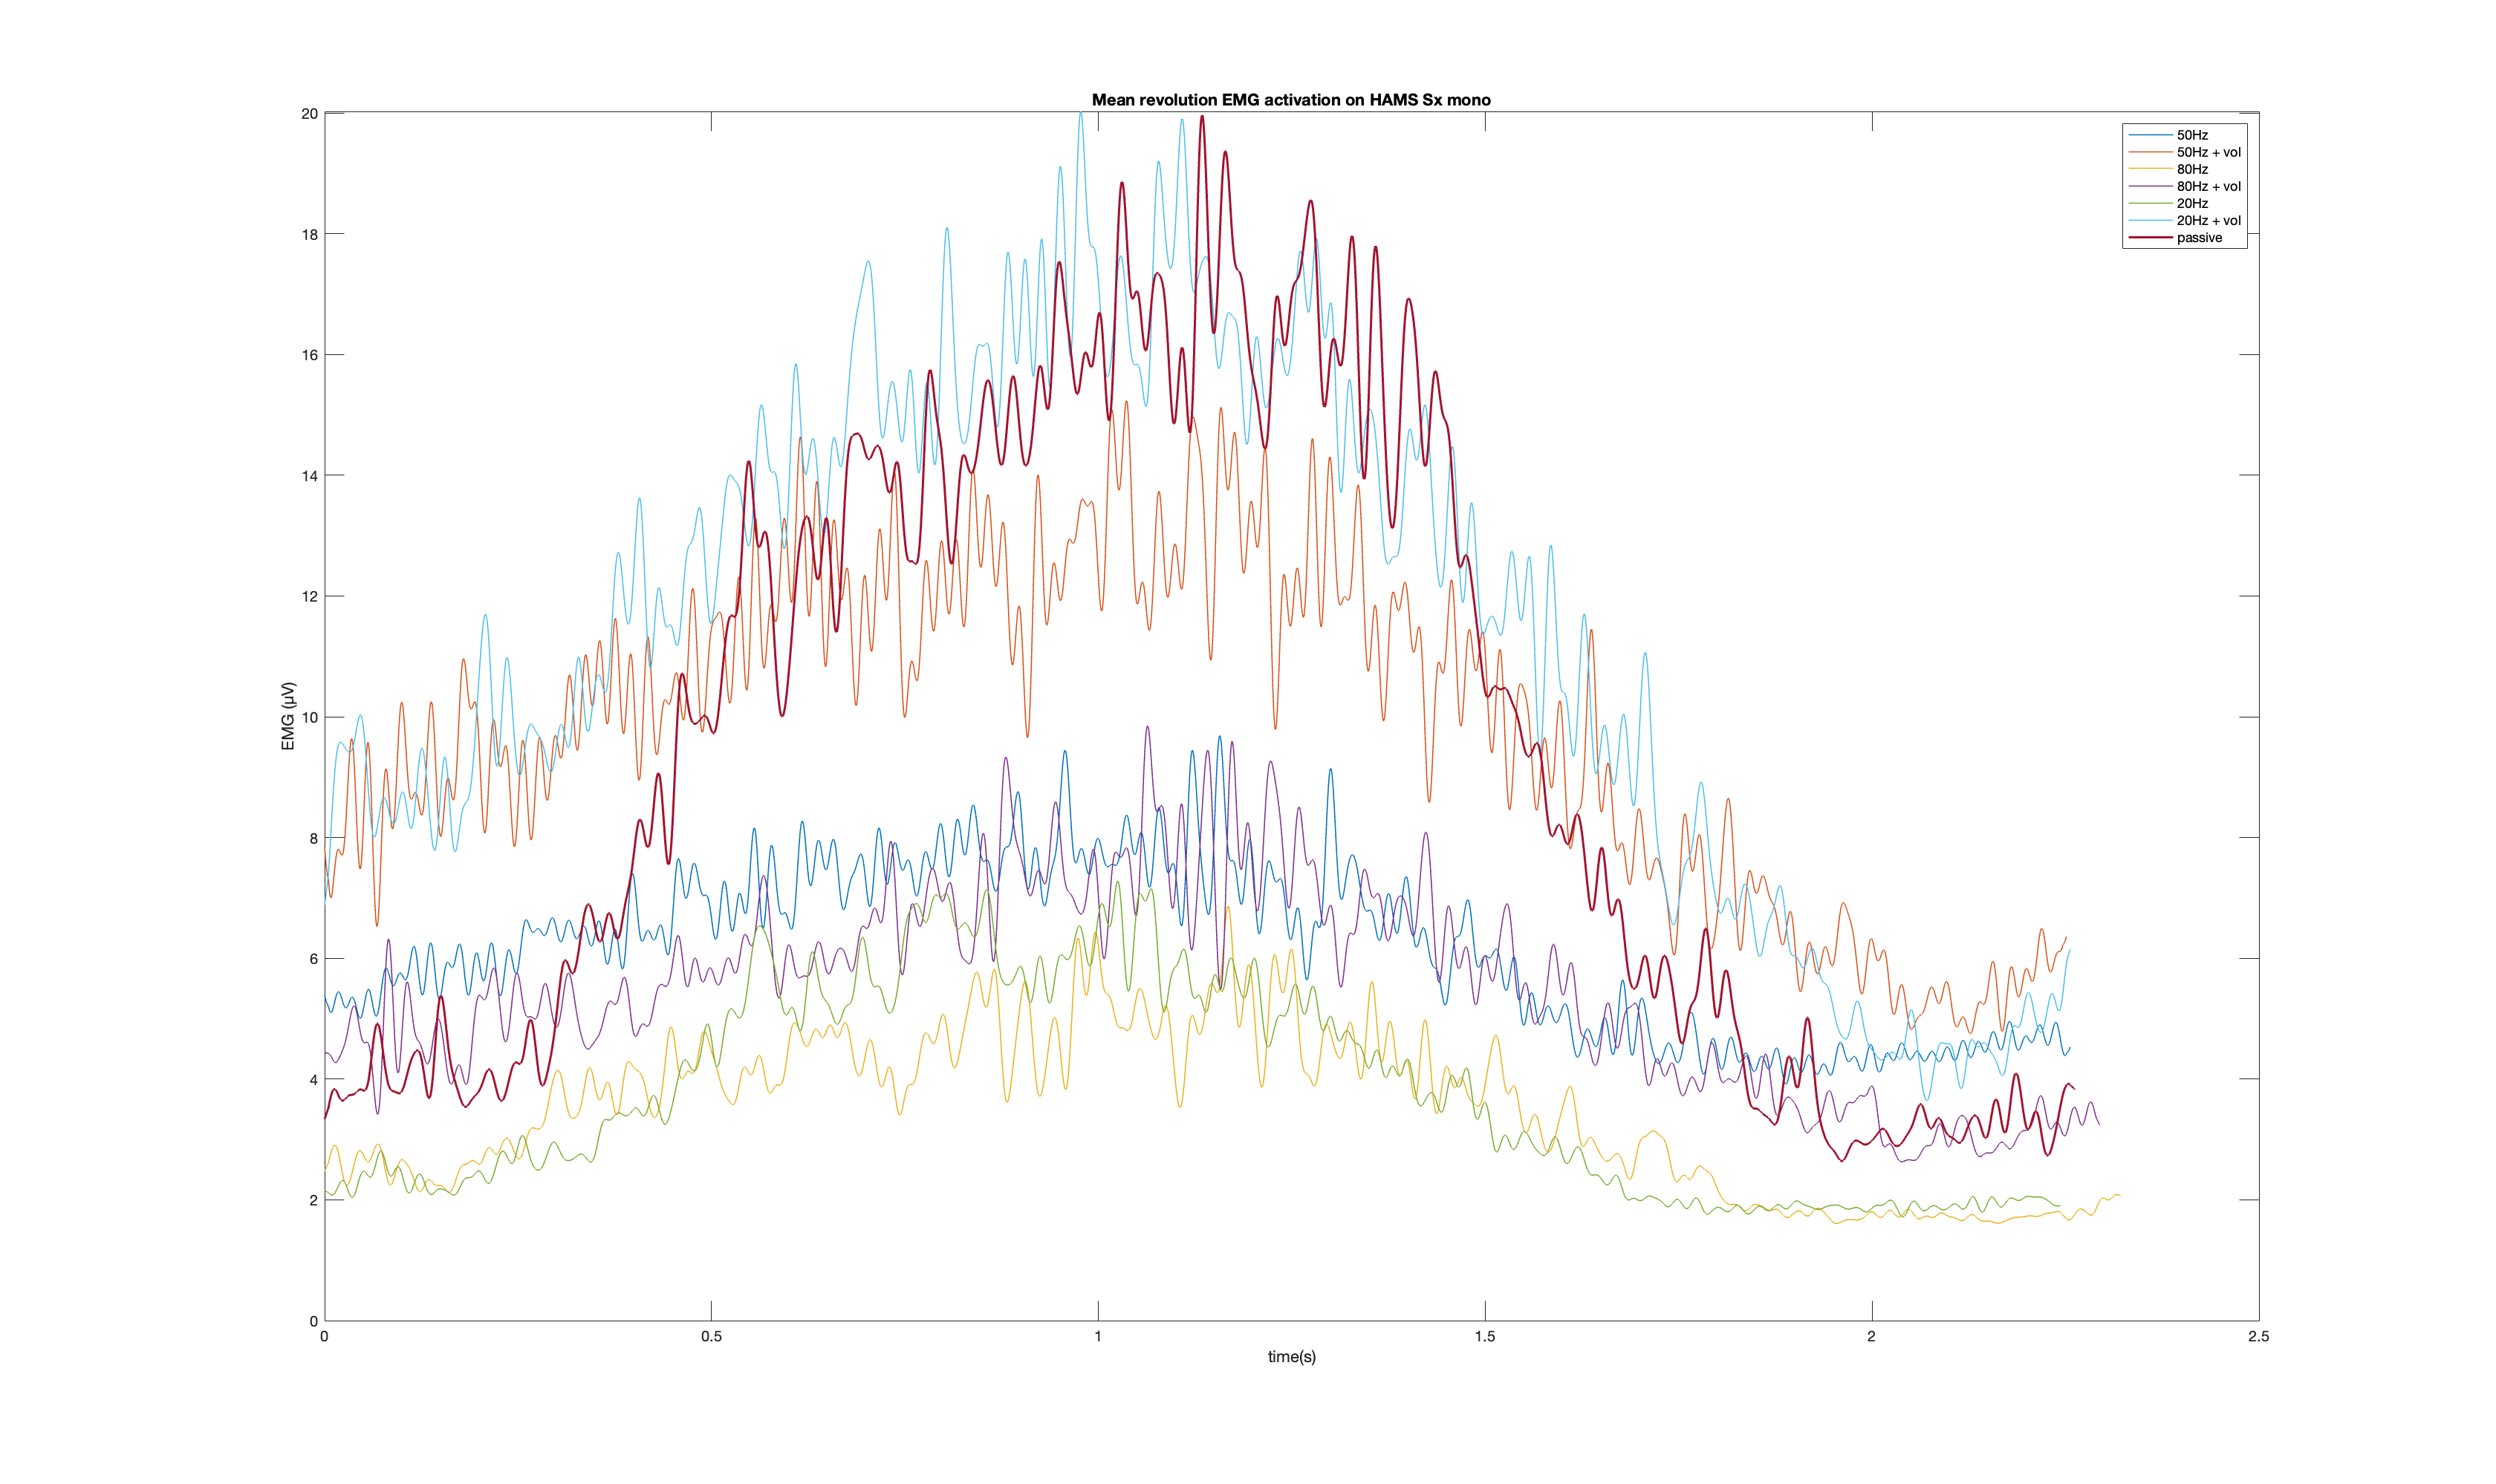 Mean revolution EMG activation on HAMS Sx mono
20
18
16
14
12
10
8
6
4
2
0
EMG (μV)
0
0.5
1
1.5
2
2.5
time(s)
50Hz
50Hz + vol
80Hz
80Hz + vol
20Hz
20Hz + vol
passive